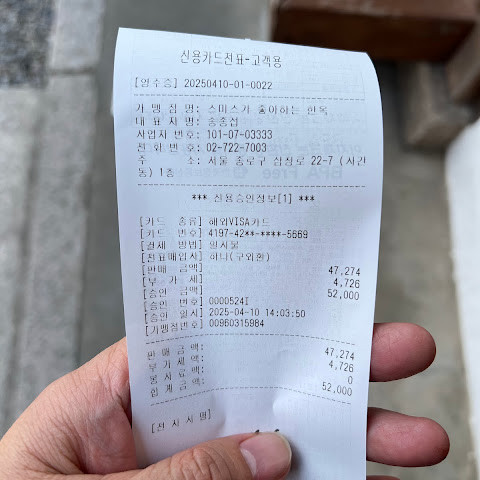 신용카드전표-고객용
[영수증] 20250410-01-0022
가 맹 점 명: 스미스가 좋아하는 한옥
대 표 자 명: 송중섭
사업자 번호: 101-07-03333
전 화 번 호: 02-722-7003
주 소: 서울 종로구 삼청로 22-7 (사간
동) 1층
*** 신용승인정보[1] ***
[카드 종류] 해외VISA카드
[카드 번호] 4197-42**-****-5669
[결제 방법] 일시불
[전표매입사] 하나(구외환)
[판매 금액] 47,274
[부 가 세] 4,726
[승인 금액] 52,000
[승인 번호] 0000524I
[승인 일시] 2025-04-10 14:03:50
[가맹점번호] 00960315984
판매금액: 47,274
부가세액: 4,726
봉사료액: 0
합계금액: 52,000
[전 시 시 명]